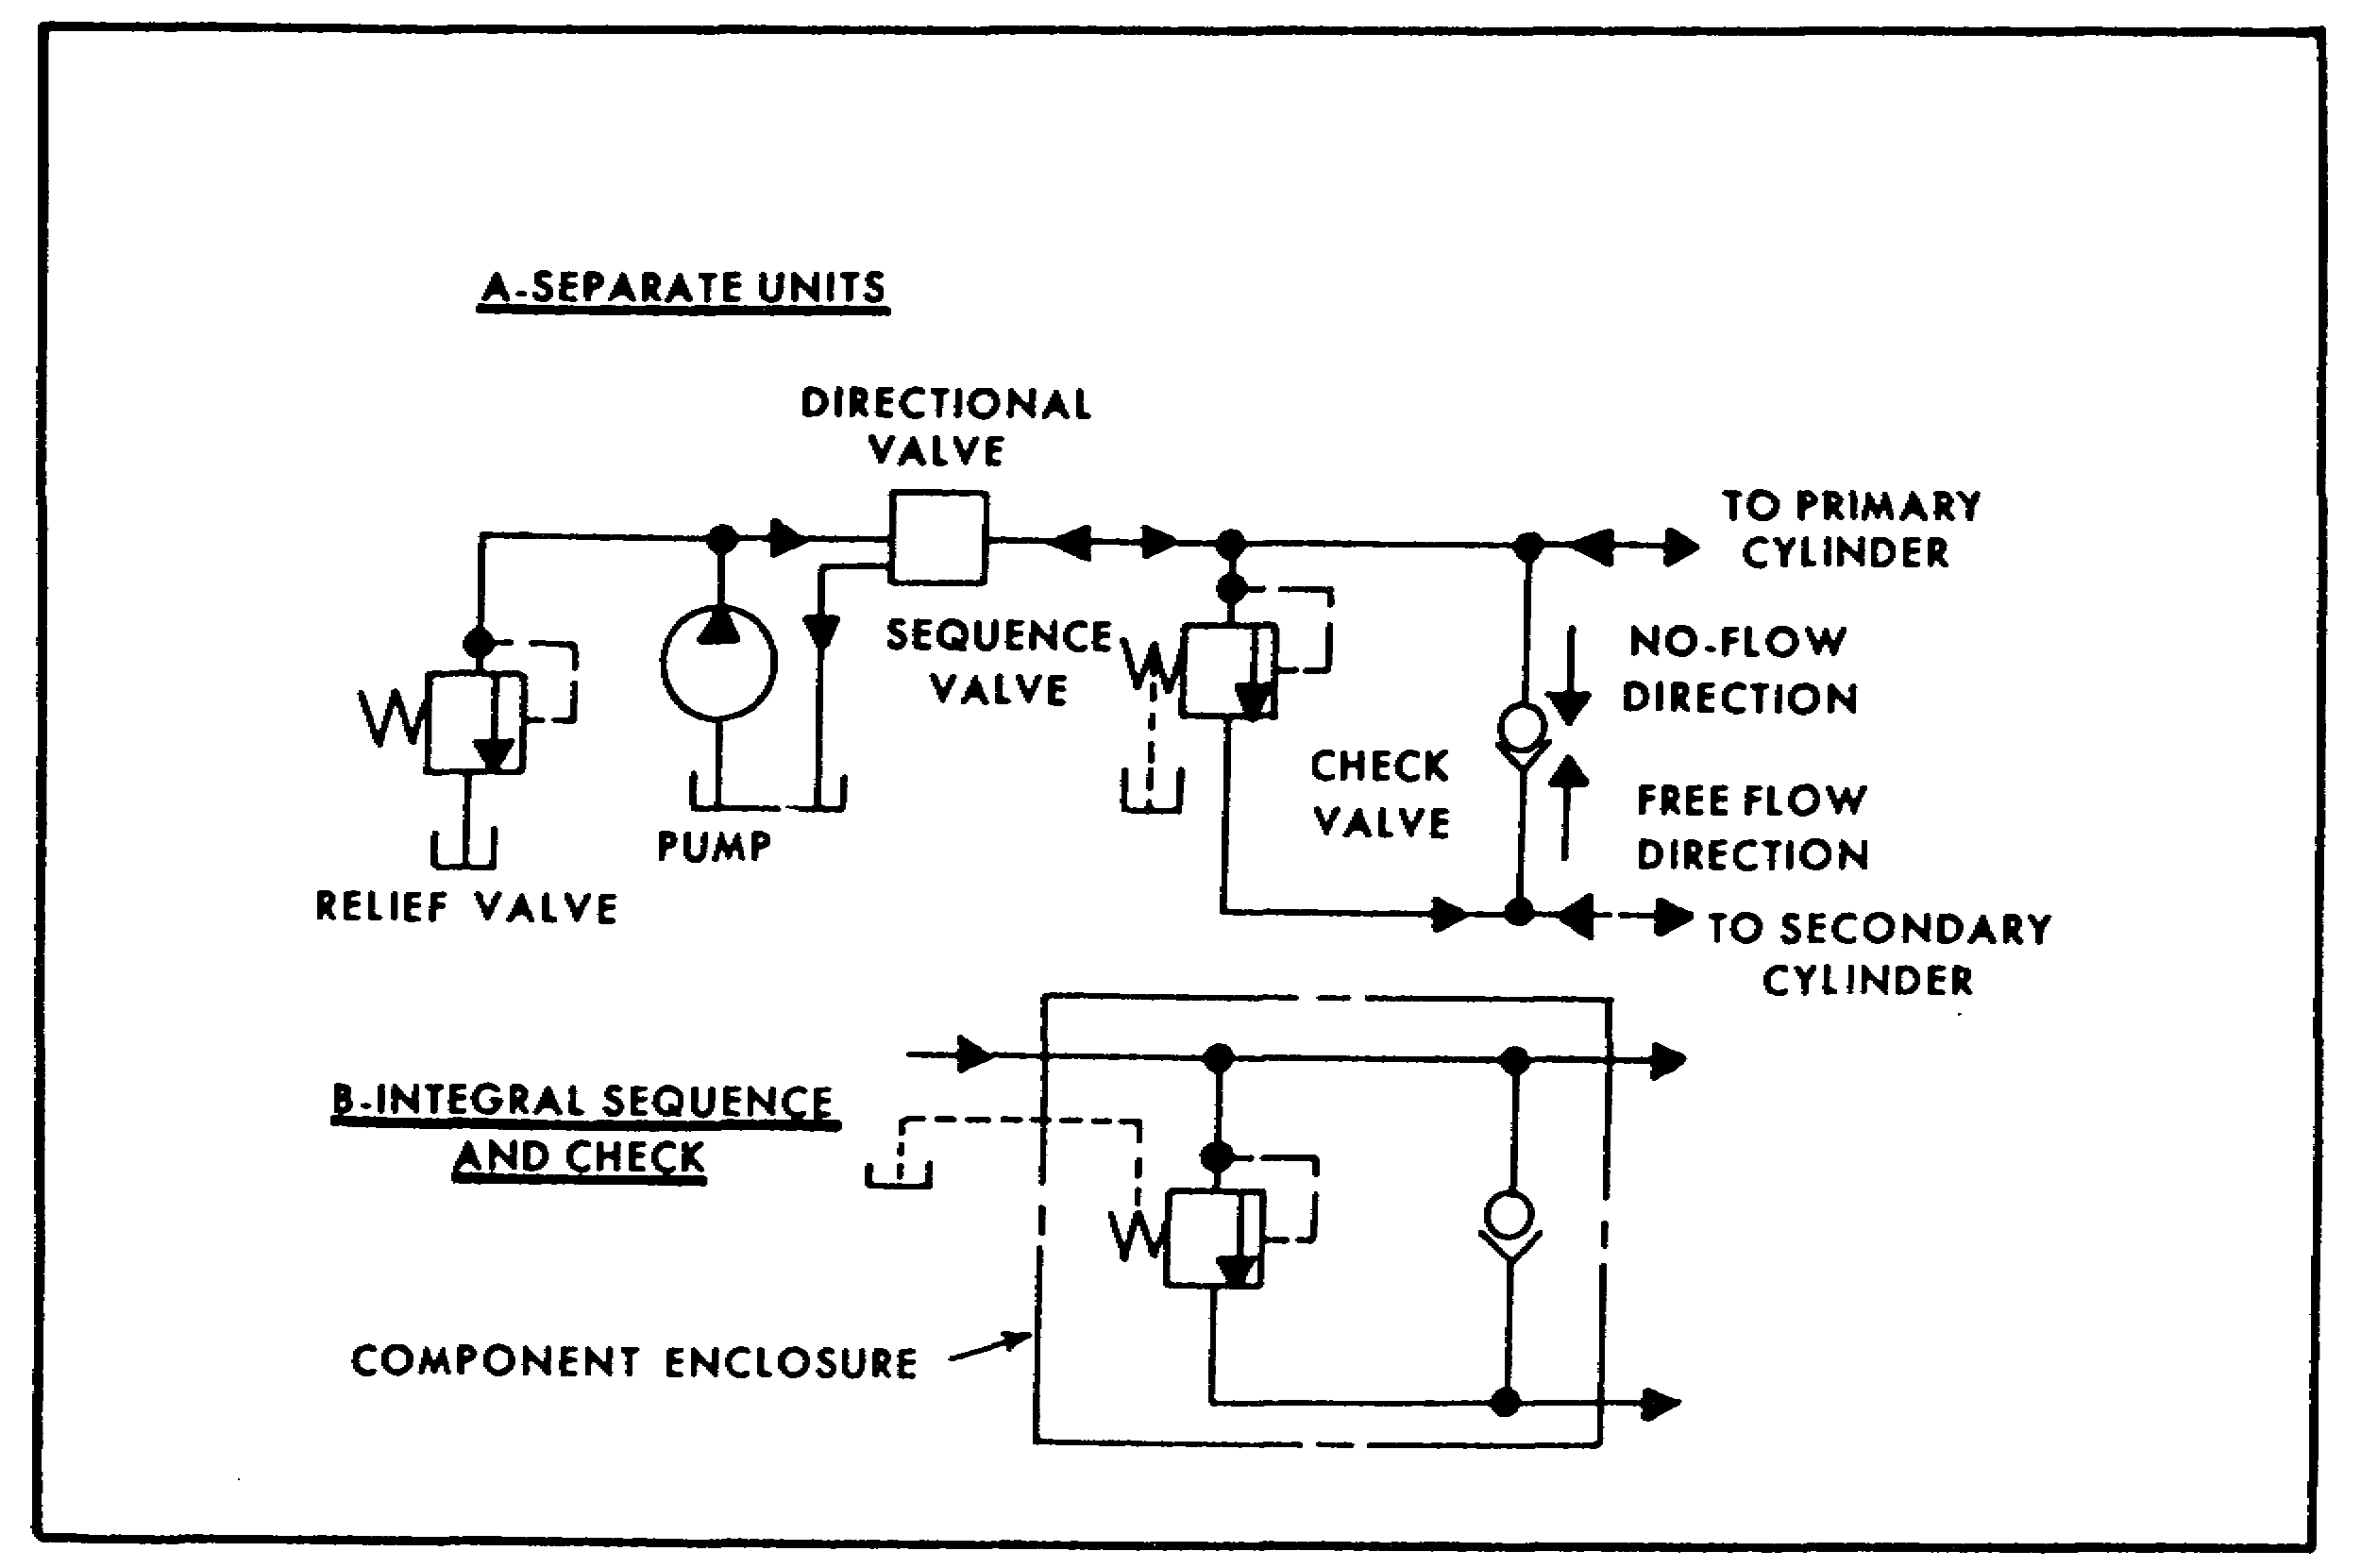 A-SEPARATE UNITS
DIRECTIONAL
VALVE
TO PRIMARY
CYLINDER
SEQUENCE
VALVE
NO-FLOW
DIRECTION
CHECK
VALVE
FREE FLOW
DIRECTION
PUMP
RELIEF VALVE
TO SECONDARY
CYLINDER
B-INTEGRAL SEQUENCE
AND CHECK
COMPONENT ENCLOSURE